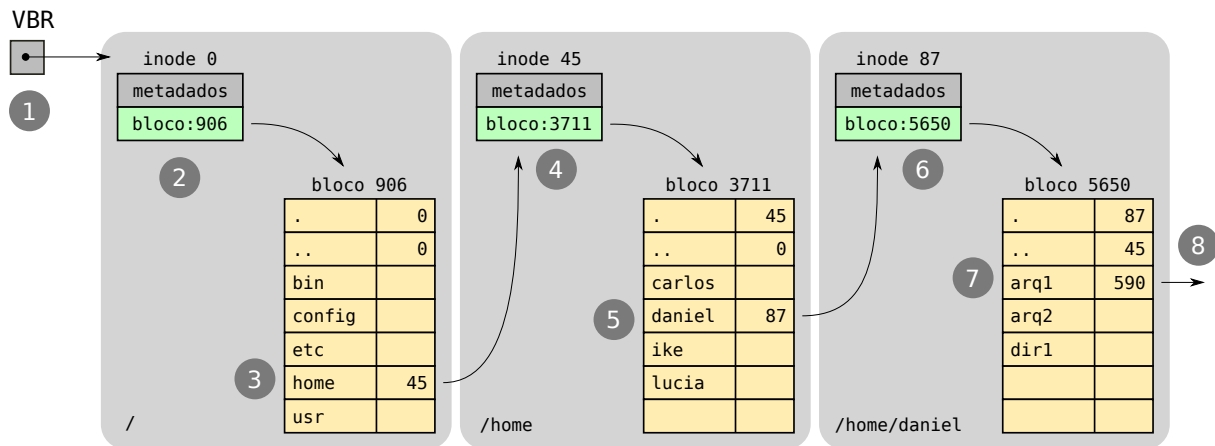 VBR
1
inode 0
metadados
bloco:906
2
bloco 906
. 0
.. 0
bin
config
etc
3
home 45
usr
/
inode 45
metadados
bloco:3711
4
bloco 3711
. 45
.. 0
carlos
5
daniel 87
ike
lucia
/home
inode 87
metadados
bloco:5650
6
bloco 5650
. 87
.. 45
7
arq1 590
8
arq2
dir1
/home/daniel